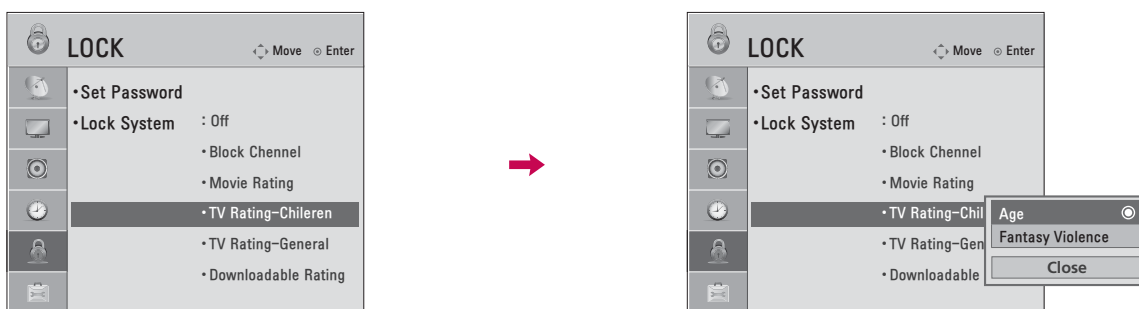 LOCK
Move Enter
•Set Password
•Lock System : Off
•Block Chennel
•Movie Rating
•TV Rating-Chileren
•TV Rating-General
•Downloadable Rating
LOCK
Move Enter
•Set Password
•Lock System : Off
•Block Chennel
•Movie Rating
•TV Rating-Chil
•TV Rating-Gen
•Downloadable
Age
Fantasy Violence
Close